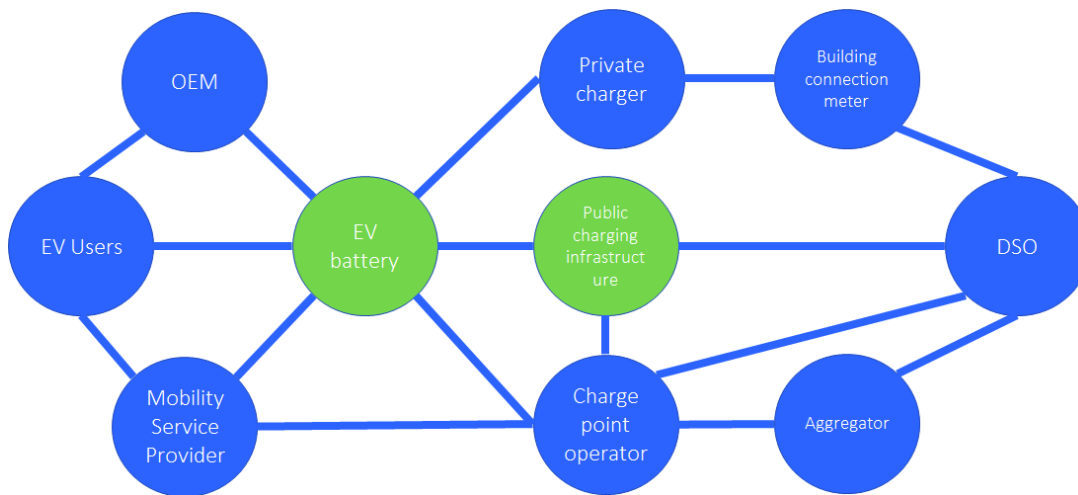 OEM
Private
charger
Building
connection
meter
EV Users
EV
battery
Public
charging
infrastruct
ure
DSO
Mobility
Service
Provider
Charge
point
operator
Aggregator